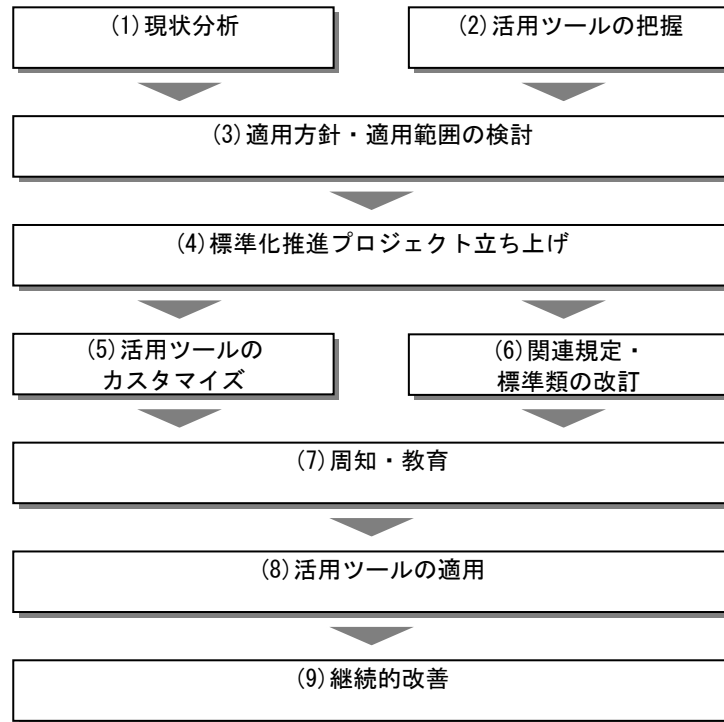 (1)現状分析
(2)活用ツールの把握
(3)適用方針・適用範囲の検討
(4)標準化推進プロジェクト立ち上げ
(5)活用ツールの
カスタマイズ
(6)関連規定・
標準類の改訂
(7)周知・教育
(8)活用ツールの適用
(9)継続的改善